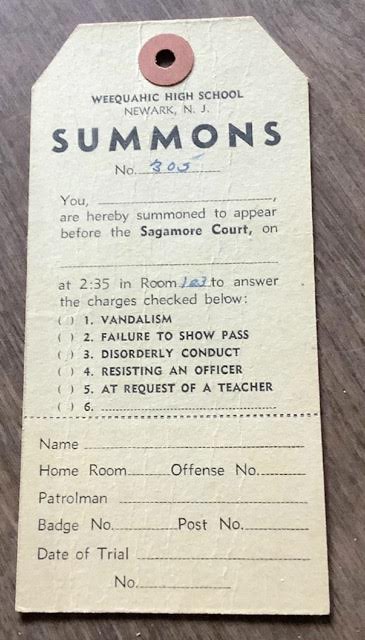 WEEQUAHIC HIGH SCHOOL
NEWARK, N. J.
SUMMONS
No. 305
You, ,
are hereby summoned to appear
before the Sagamore Court, on
at 2:35 in Room 103 to answer
the charges checked below:
( ) 1. VANDALISM
( ) 2. FAILURE TO SHOW PASS
( ) 3. DISORDERLY CONDUCT
( ) 4. RESISTING AN OFFICER
( ) 5. AT REQUEST OF A TEACHER
( ) 6.
Name
Home Room Offense No.
Patrolman
Badge No. Post No.
Date of Trial
No.